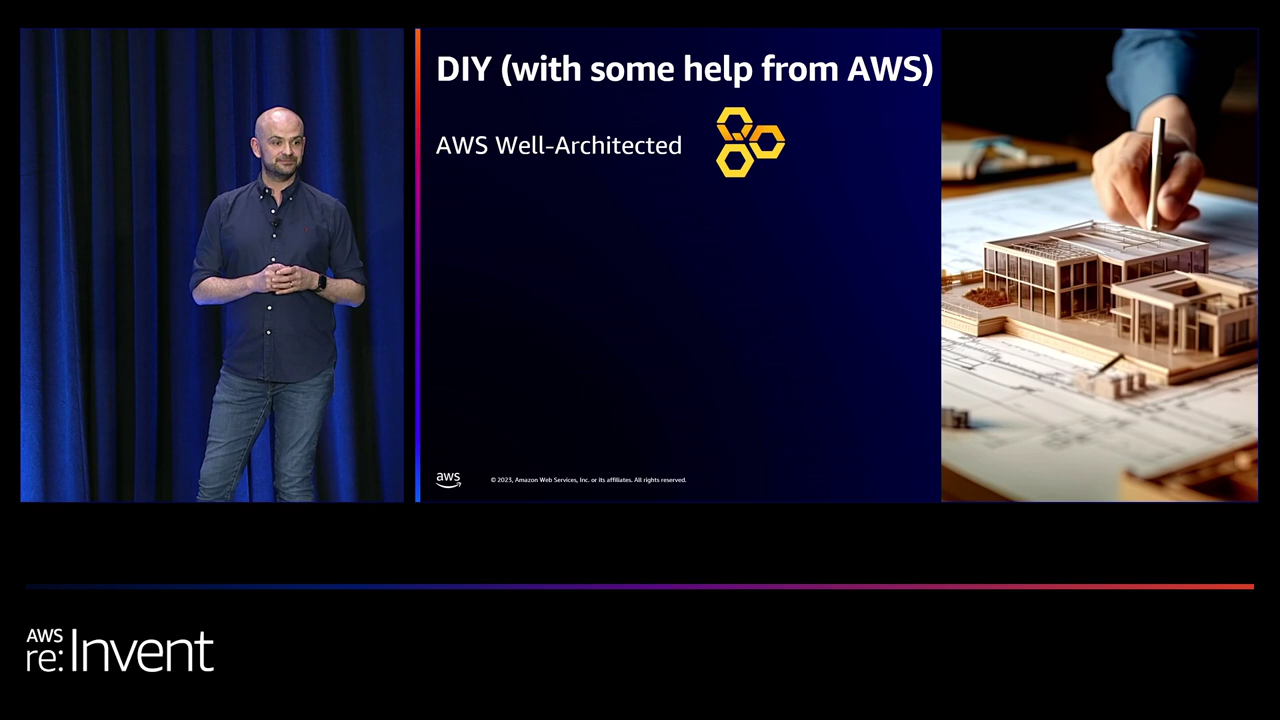 DIY (with some help from AWS)
AWS Well-Architected
aws
© 2023, Amazon Web Services, Inc. or its affiliates. All rights reserved.
AWS
re:Invent